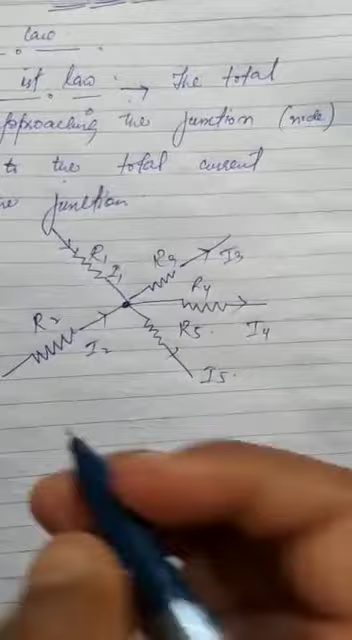 Law
Ist Law → The total
approaching the junction (node)
to the total current
junction
R1
I1
R3
I3
R4
I4
R2
I2
R5
I5